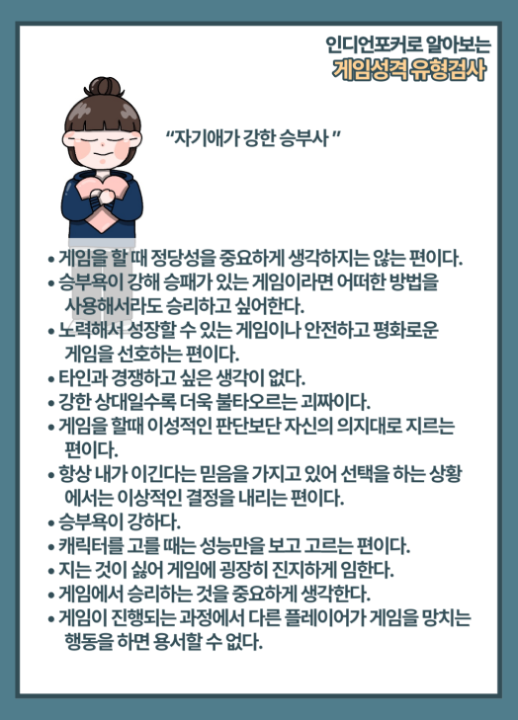 인디언포커로 알아보는
게임성격 유형검사
“자기애가 강한 승부사 ”
• 게임을 할 때 정당성을 중요하게 생각하지는 않는 편이다.
• 승부욕이 강해 승패가 있는 게임이라면 어떠한 방법을
사용해서라도 승리하고 싶어한다.
• 노력해서 성장할 수 있는 게임이나 안전하고 평화로운
게임을 선호하는 편이다.
• 타인과 경쟁하고 싶은 생각이 없다.
• 강한 상대일수록 더욱 불타오르는 괴짜이다.
• 게임을 할때 이성적인 판단보단 자신의 의지대로 지르는
편이다.
• 항상 내가 이긴다는 믿음을 가지고 있어 선택을 하는 상황
에서는 이상적인 결정을 내리는 편이다.
• 승부욕이 강하다.
• 캐릭터를 고를 때는 성능만을 보고 고르는 편이다.
• 지는 것이 싫어 게임에 굉장히 진지하게 임한다.
• 게임에서 승리하는 것을 중요하게 생각한다.
• 게임이 진행되는 과정에서 다른 플레이어가 게임을 망치는
행동을 하면 용서할 수 없다.